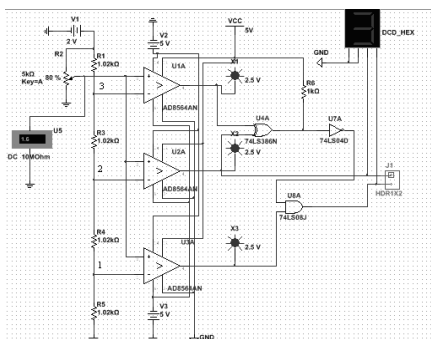 V1
2 V
V2
5 V
VCC
5V
DCD_HEX
GND
R1
1.02kΩ
R2
5kΩ
Key=A
80 %
3
U1A
AD8564AN
X1
2.5 V
R6
1kΩ
U5
1.6
DC 10MOhm
R3
1.02kΩ
2
U2A
AD8564AN
X2
2.5 V
U4A
74LS386N
U7A
74LS04D
J1
HDR1X2
U8A
74LS08J
R4
1.02kΩ
1
U3A
AD8564AN
X3
2.5 V
R5
1.02kΩ
V3
5 V
GND